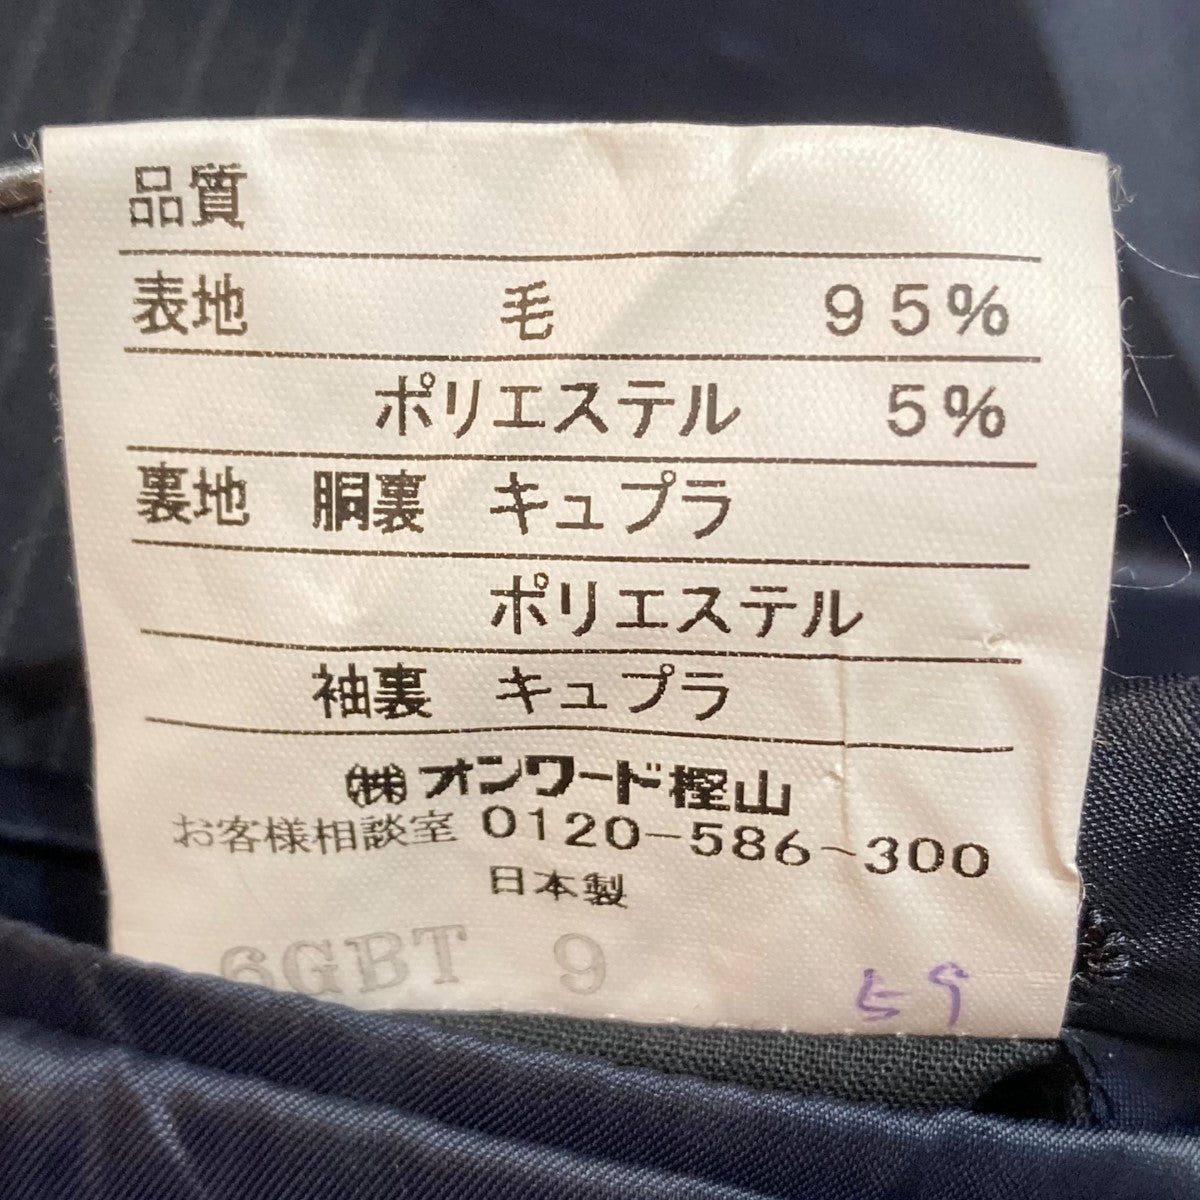 品質
表地 毛 95%
ポリエステル 5%
裏地 胴裏 キュプラ
ポリエステル
袖裏 キュプラ
㈱オンワード樫山
お客様相談室 0120-586-300
日本製
6GBT 9